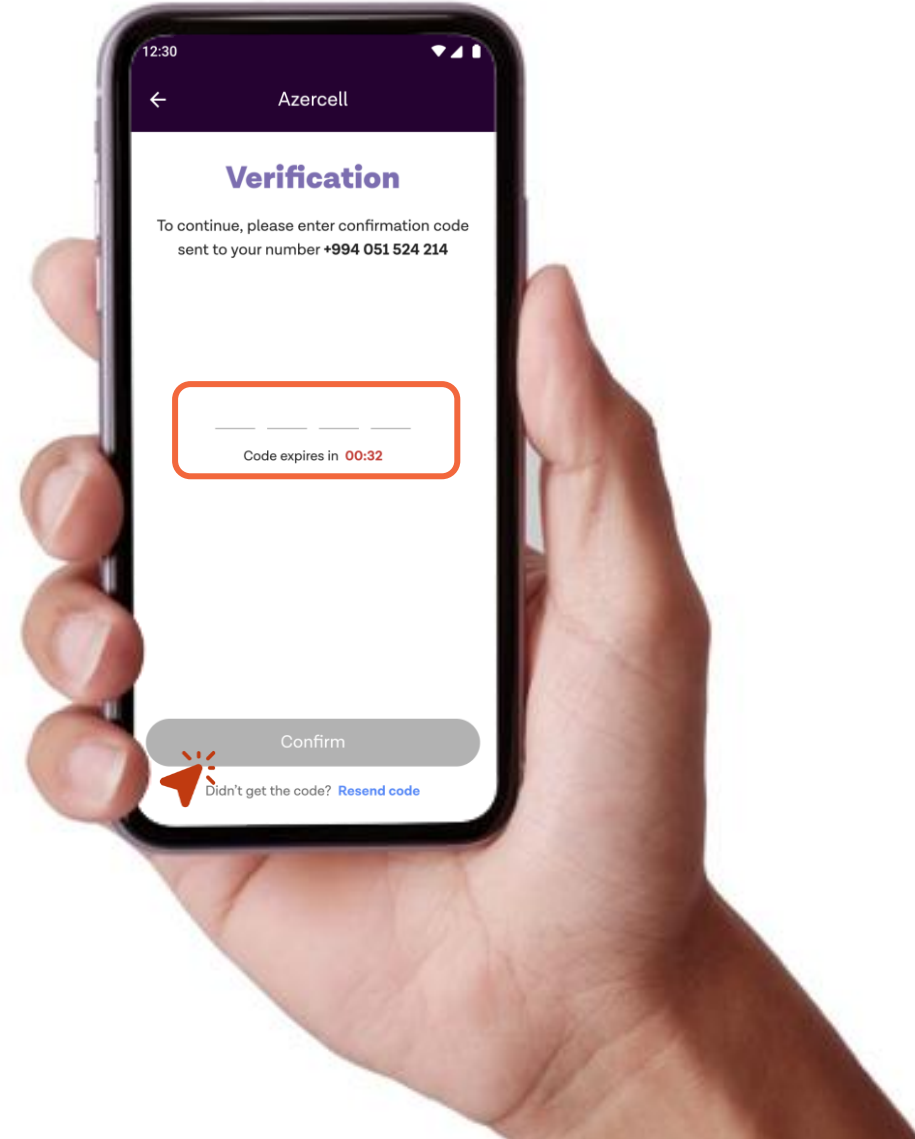 12:30
Azercell
Verification
To continue, please enter confirmation code
sent to your number +994 051 524 214
Code expires in 00:32
Confirm
Didn't get the code? Resend code